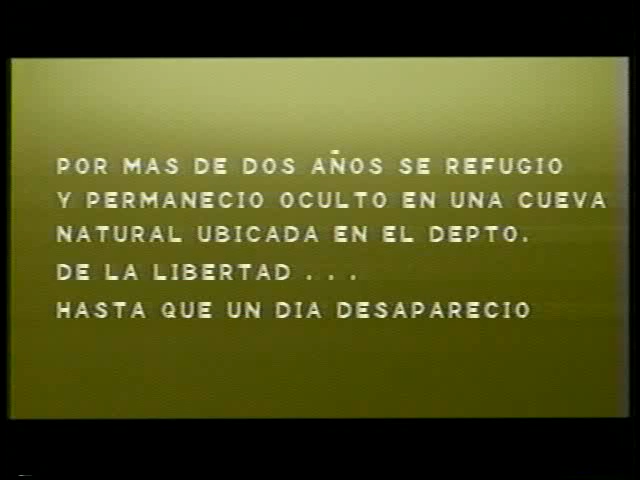 POR MAS DE DOS AÑOS SE REFUGIO
Y PERMANECIO OCULTO EN UNA CUEVA
NATURAL UBICADA EN EL DEPTO.
DE LA LIBERTAD . . .
HASTA QUE UN DIA DESAPARECIO